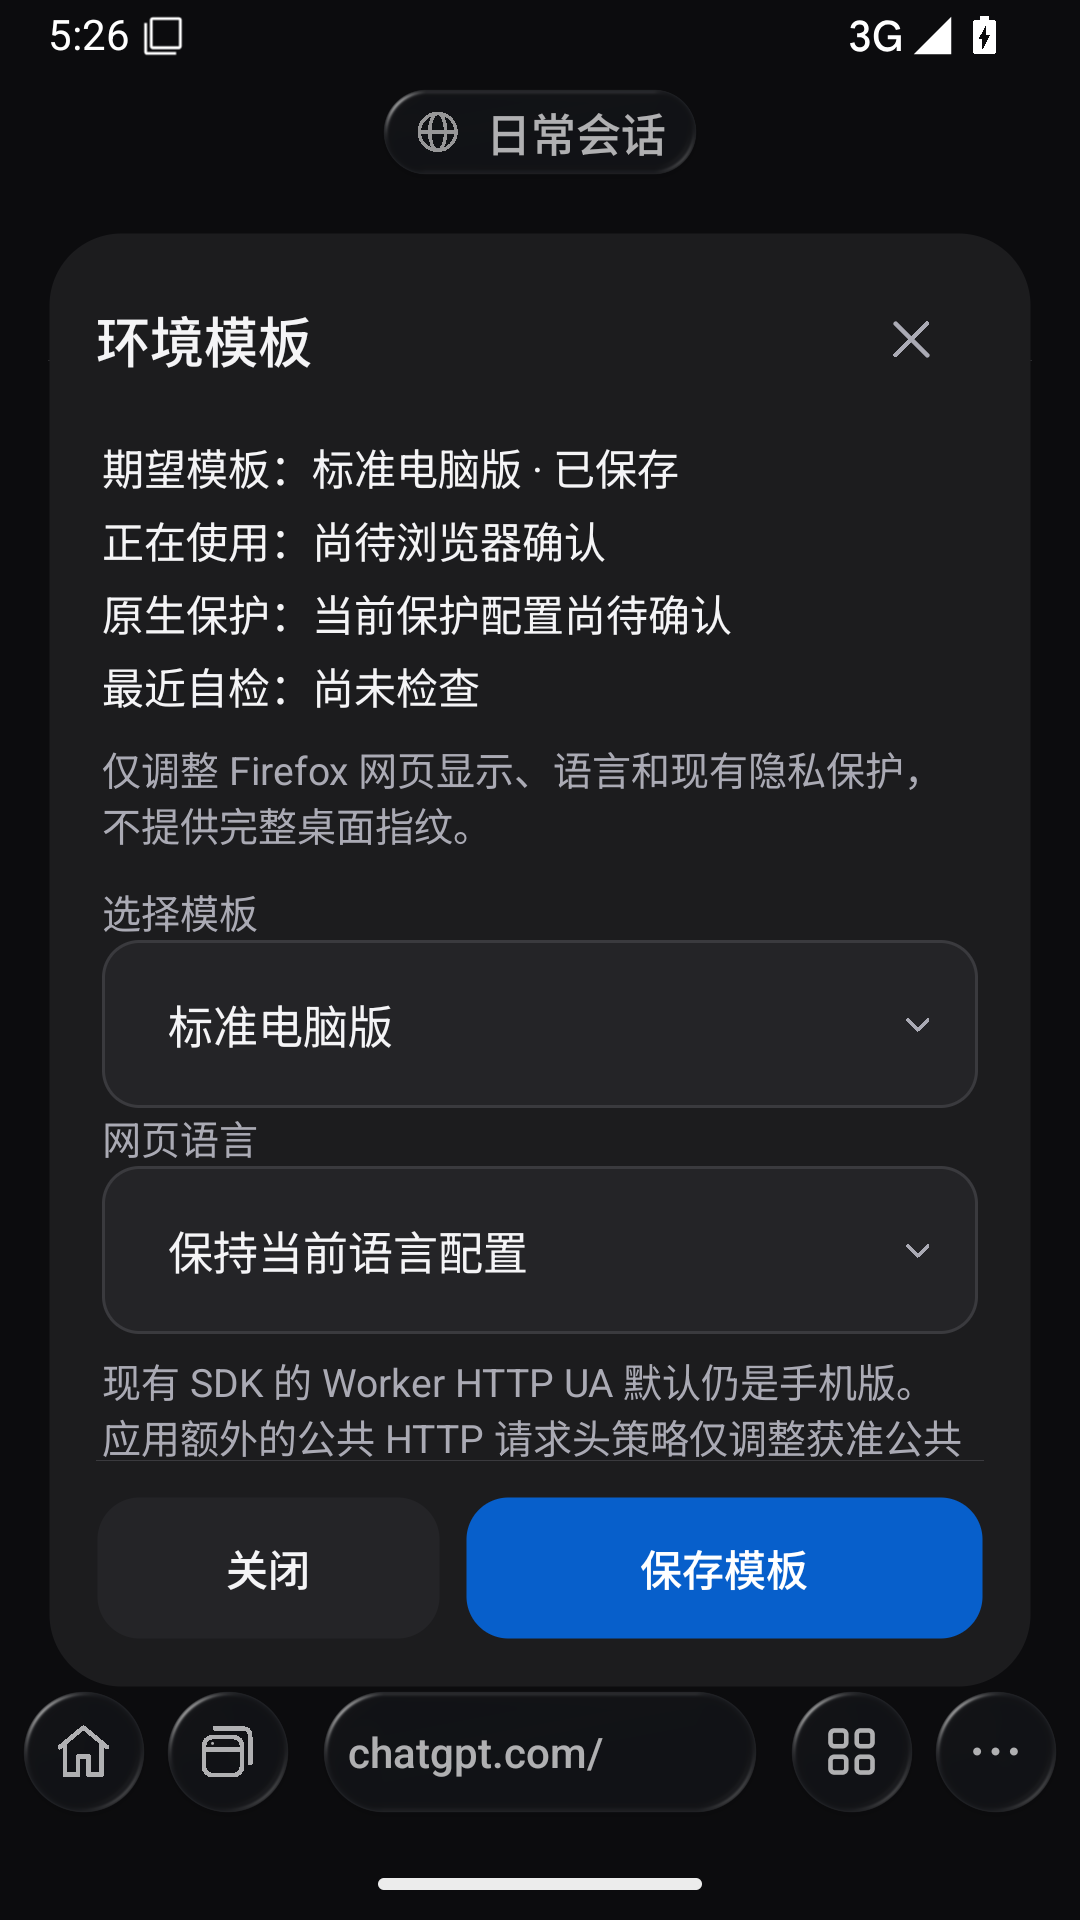 5:26
3G
日常会话
环境模板
期望模板：标准电脑版 · 已保存
正在使用：尚待浏览器确认
原生保护：当前保护配置尚待确认
最近自检：尚未检查
仅调整 Firefox 网页显示、语言和现有隐私保护，
不提供完整桌面指纹。
选择模板
标准电脑版
网页语言
保持当前语言配置
现有 SDK 的 Worker HTTP UA 默认仍是手机版。
应用额外的公共 HTTP 请求头策略仅调整获准公共
关闭
保存模板
chatgpt.com/